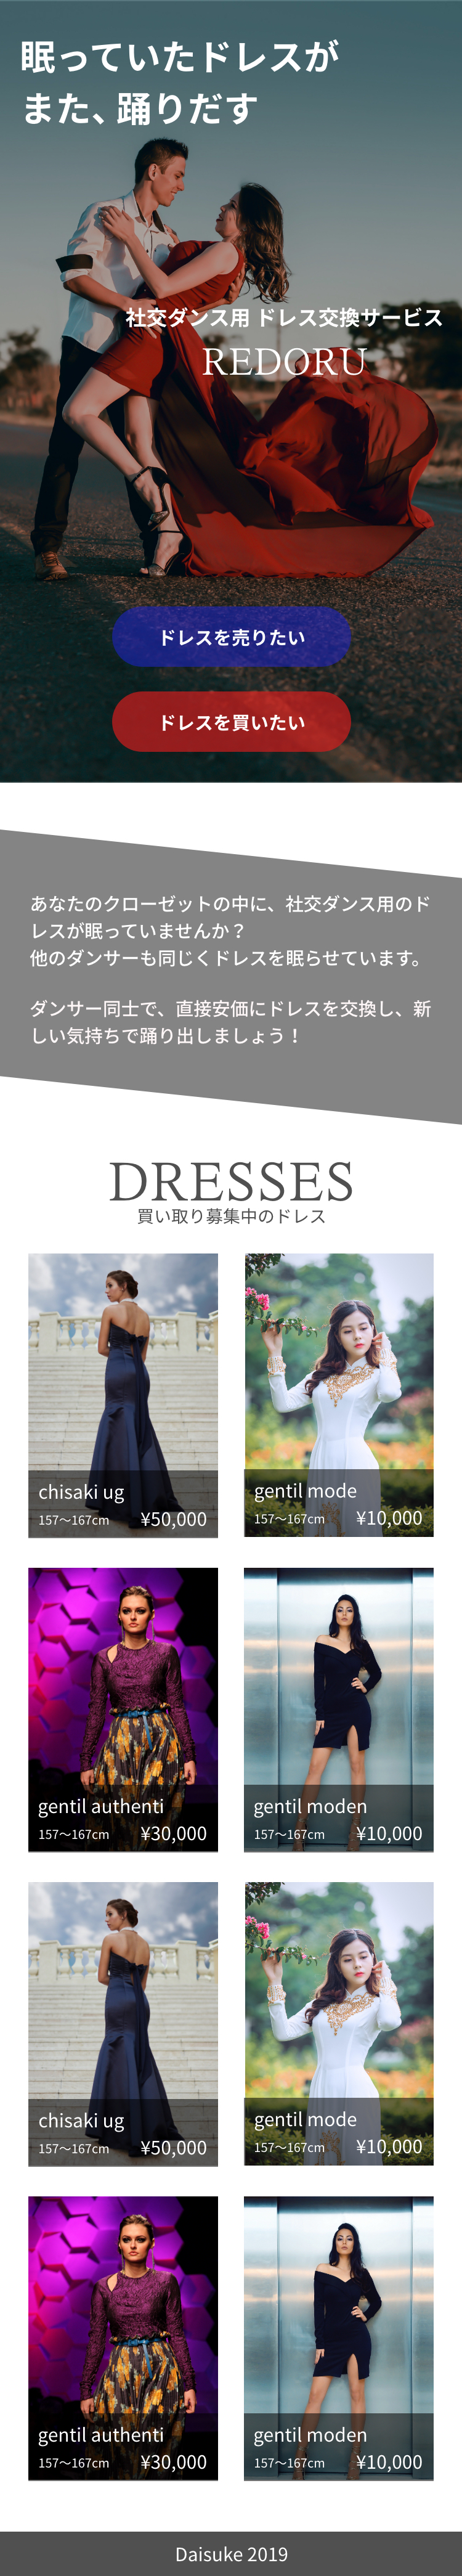 眠っていたドレスが
また、踊りだす
社交ダンス用 ドレス交換サービス
REDORU
ドレスを売りたい
ドレスを買いたい
あなたのクローゼットの中に、社交ダンス用のド
レスが眠っていませんか？
他のダンサーも同じくドレスを眠らせています。
ダンサー同士で、直接安価にドレスを交換し、新
しい気持ちで踊り出しましょう！
DRESSES
買い取り募集中のドレス
chisaki ug
157〜167cm ¥50,000
gentil mode
157〜167cm ¥10,000
gentil authenti
157〜167cm ¥30,000
gentil moden
157〜167cm ¥10,000
chisaki ug
157〜167cm ¥50,000
gentil mode
157〜167cm ¥10,000
gentil authenti
157〜167cm ¥30,000
gentil moden
157〜167cm ¥10,000
Daisuke 2019